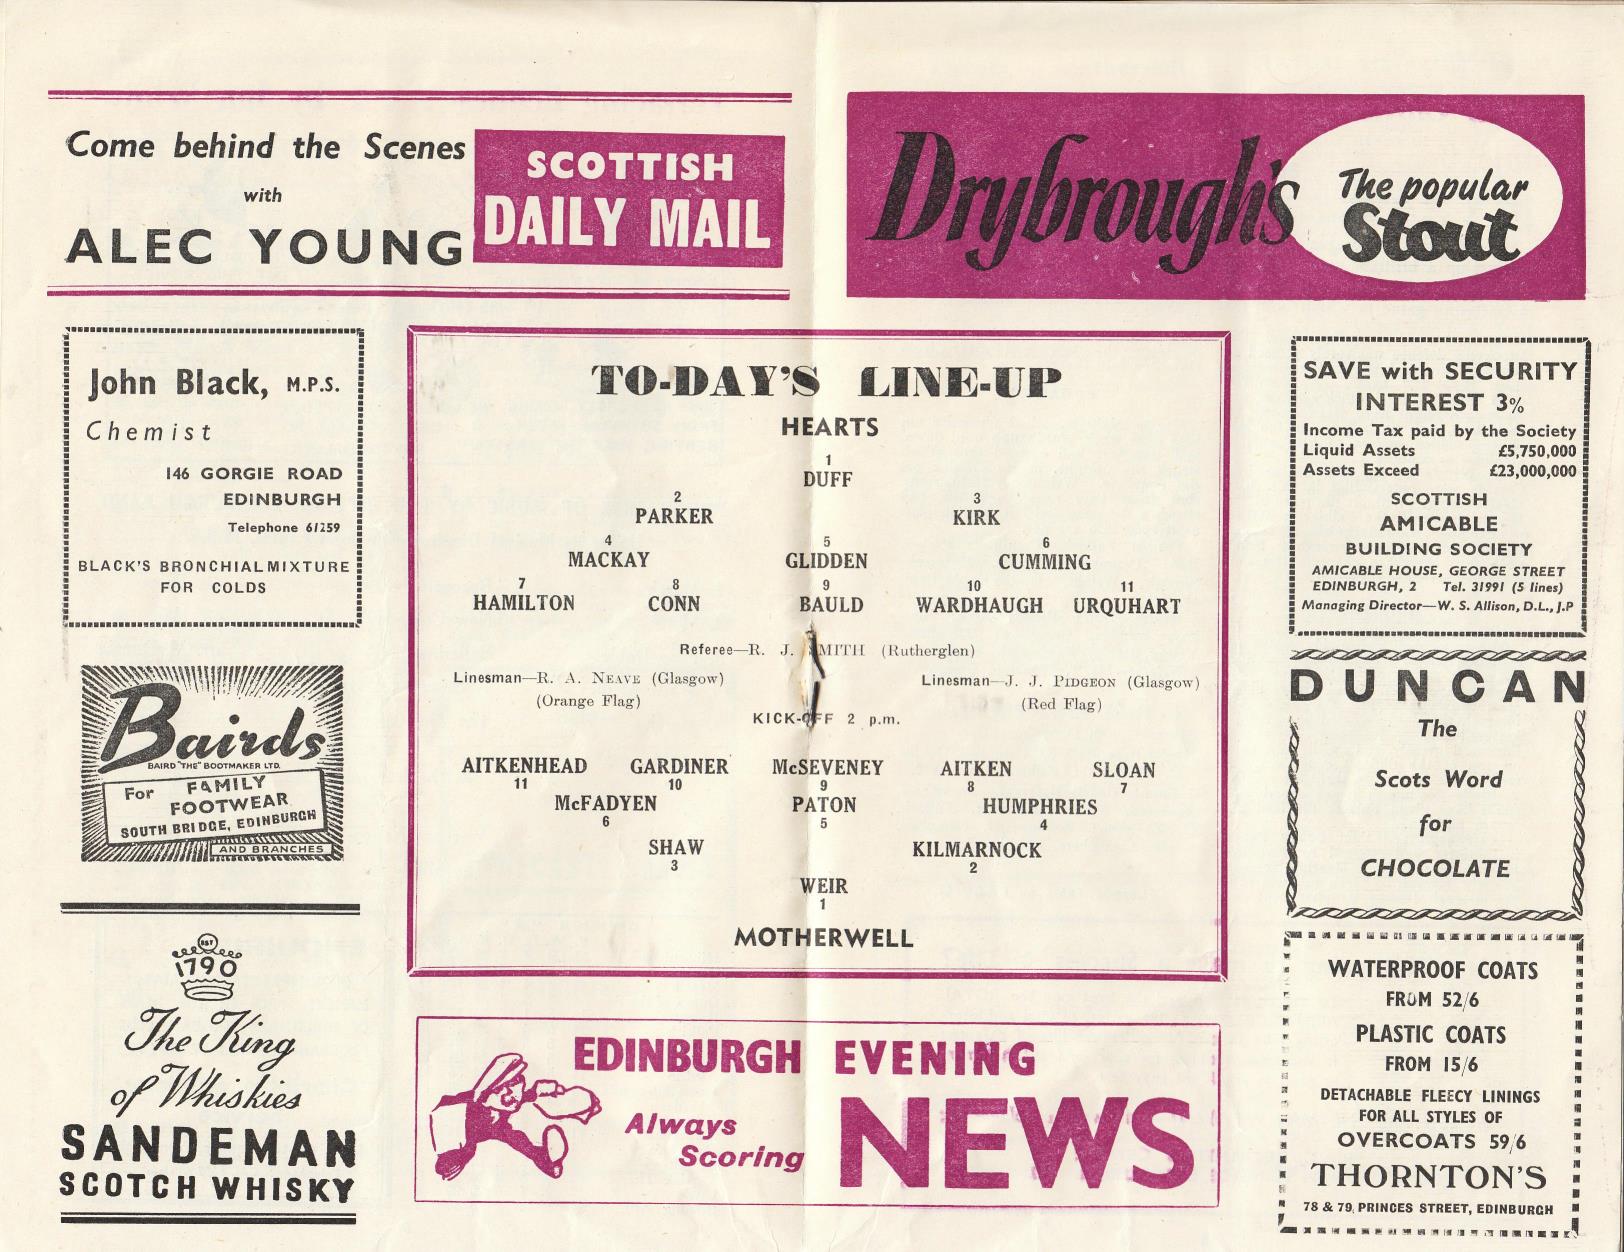 Come behind the Scenes
with
ALEC YOUNG
SCOTTISH
DAILY MAIL
Drybrough's
The popular
Stout
John Black, M.P.S.
Chemist
146 GORGIE ROAD
EDINBURGH
Telephone 61259
BLACK'S BRONCHIAL MIXTURE
FOR COLDS
Bairds
BAIRD "THE" BOOTMAKER LTD.
For FAMILY
FOOTWEAR
SOUTH BRIDGE, EDINBURGH
AND BRANCHES
EST
1790
The King
of Whiskies
SANDEMAN
SCOTCH WHISKY
TO-DAY'S LINE-UP
HEARTS
1
DUFF
2 3
PARKER KIRK
4 5 6
MACKAY GLIDDEN CUMMING
7 8 9 10 11
HAMILTON CONN BAULD WARDHAUGH URQUHART
Referee—R. J. SMITH (Rutherglen)
Linesman—R. A. NEAVE (Glasgow) Linesman—J. J. PIDGEON (Glasgow)
(Orange Flag) (Red Flag)
KICK-OFF 2 p.m.
AITKENHEAD GARDINER McSEVENEY AITKEN SLOAN
11 10 9 8 7
McFADYEN PATON HUMPHRIES
6 5 4
SHAW KILMARNOCK
3 2
WEIR
1
MOTHERWELL
EDINBURGH EVENING
NEWS
Always
Scoring
SAVE with SECURITY
INTEREST 3%
Income Tax paid by the Society
Liquid Assets £5,750,000
Assets Exceed £23,000,000
SCOTTISH
AMICABLE
BUILDING SOCIETY
AMICABLE HOUSE, GEORGE STREET
EDINBURGH, 2 Tel. 31991 (5 lines)
Managing Director—W. S. Allison, D.L., J.P
DUNCAN
The
Scots Word
for
CHOCOLATE
WATERPROOF COATS
FROM 52/6
PLASTIC COATS
FROM 15/6
DETACHABLE FLEECY LININGS
FOR ALL STYLES OF
OVERCOATS 59/6
THORNTON'S
78 & 79, PRINCES STREET, EDINBURGH